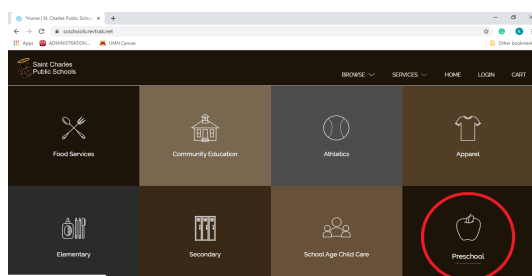 *Home | St. Charles Public Schoo
scschools.revtrak.net
Apps ADMINISTRATION... UMN Canvas
Other bookmark
Saint Charles
Public Schools
BROWSE SERVICES HOME LOGIN CART
Food Services Community Education Athletics Apparel
Elementary Secondary School Age Child Care Preschool